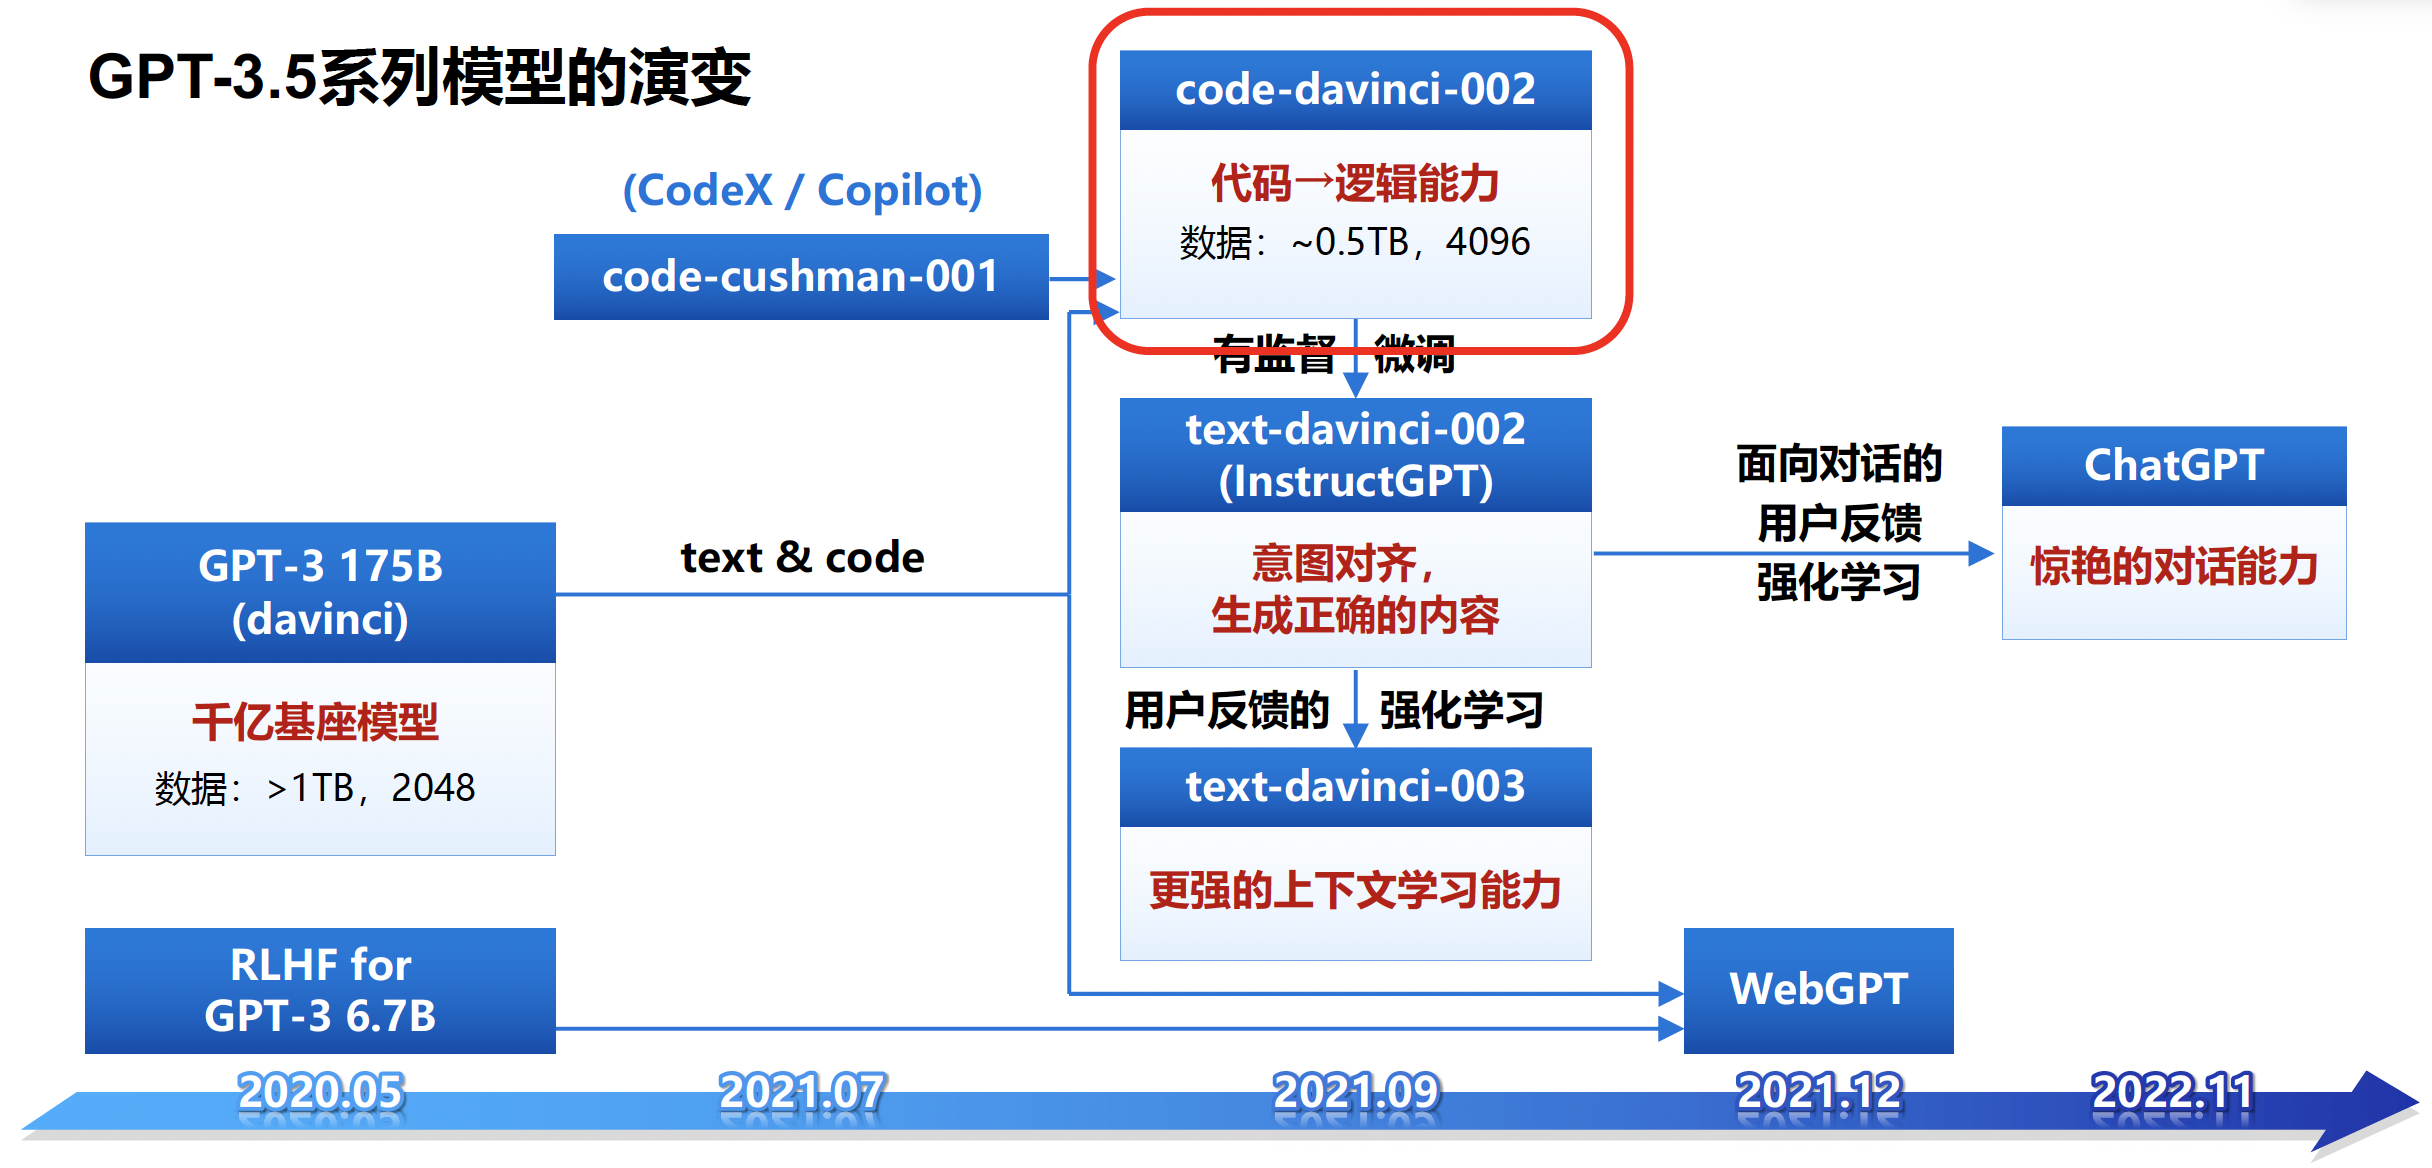 GPT-3.5系列模型的演变
code-davinci-002
代码→逻辑能力
数据：~0.5TB，4096
(CodeX / Copilot)
code-cushman-001
有监督 微调
text-davinci-002
(InstructGPT)
意图对齐，
生成正确的内容
面向对话的
用户反馈
强化学习
ChatGPT
惊艳的对话能力
GPT-3 175B
(davinci)
text & code
千亿基座模型
数据：>1TB，2048
用户反馈的 强化学习
text-davinci-003
更强的上下文学习能力
RLHF for
GPT-3 6.7B
WebGPT
2020.05 2021.07 2021.09 2021.12 2022.11